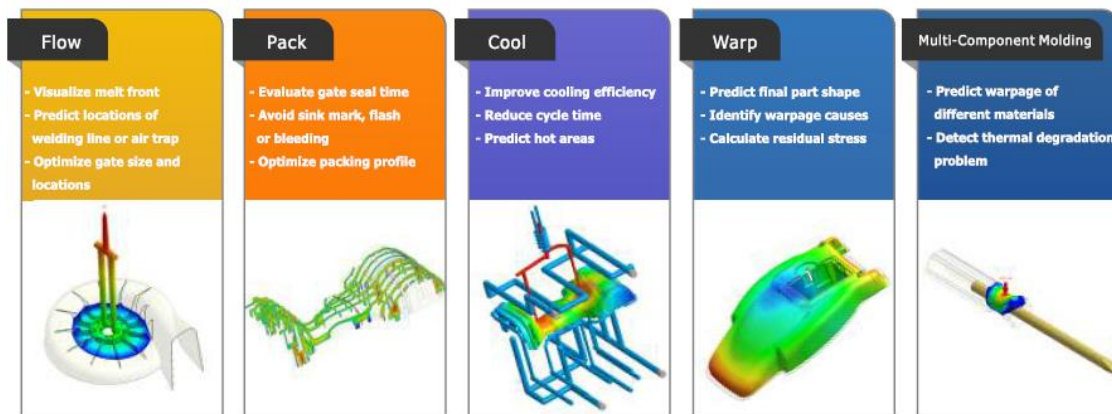 Flow
- Visualize melt front
- Predict locations of
welding line or air trap
- Optimize gate size and
locations
Pack
- Evaluate gate seal time
- Avoid sink mark, flash
or bleeding
- Optimize packing profile
Cool
- Improve cooling efficiency
- Reduce cycle time
- Predict hot areas
Warp
- Predict final part shape
- Identify warpage causes
- Calculate residual stress
Multi-Component Molding
- Predict warpage of
different materials
- Detect thermal degradation
problem